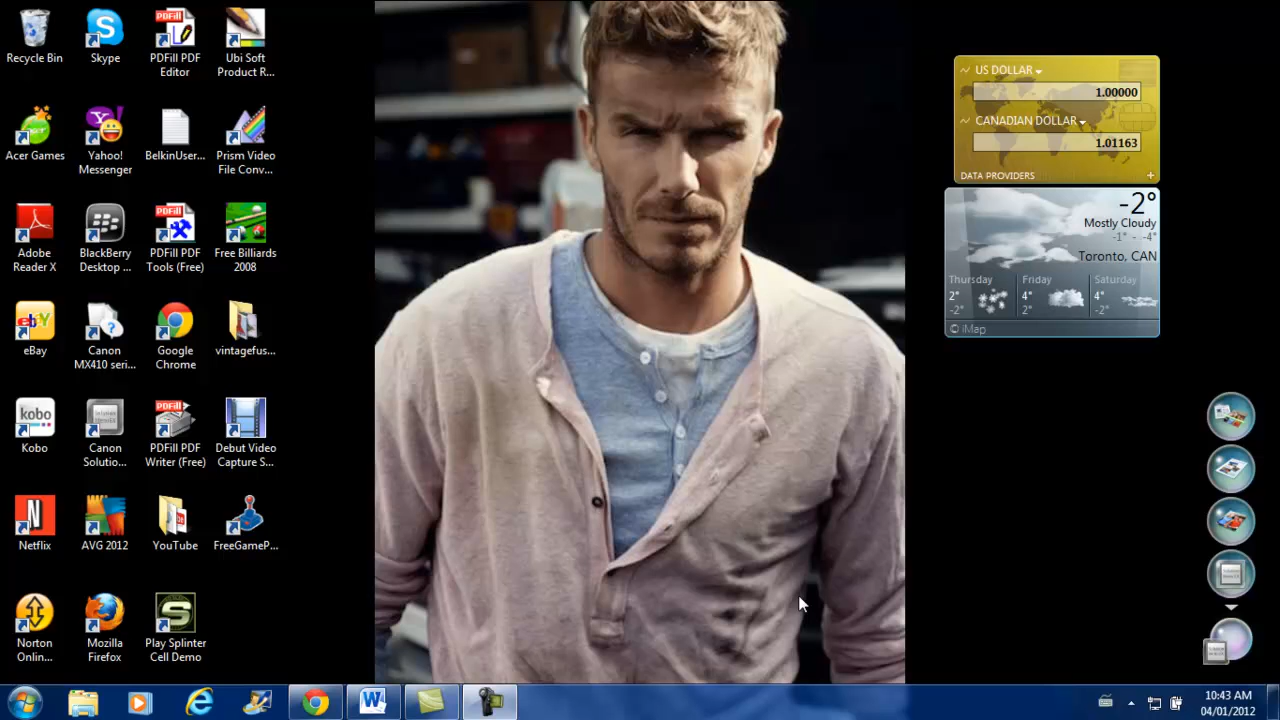 Recycle Bin
Skype
PDFill PDF
Editor
Ubi Soft
Product R...
Acer Games
Yahoo!
Messenger
BelkinUser...
Prism Video
File Conv...
Adobe
Reader X
BlackBerry
Desktop ...
PDFill PDF
Tools (Free)
Free Billiards
2008
eBay
Canon
MX410 seri...
Google
Chrome
vintagefus...
Kobo
Canon
Solutio...
PDFill PDF
Writer (Free)
Debut Video
Capture S...
Netflix
AVG 2012
YouTube
FreeGameP...
Norton
Onlin...
Mozilla
Firefox
Play Splinter
Cell Demo
US DOLLAR
1.00000
CANADIAN DOLLAR
1.01163
DATA PROVIDERS +
-2°
Mostly Cloudy
-1° - -4°
Toronto, CAN
Thursday Friday Saturday
2° 4° 4°
-2° 2° -2°
© iMap
10:43 AM
04/01/2012